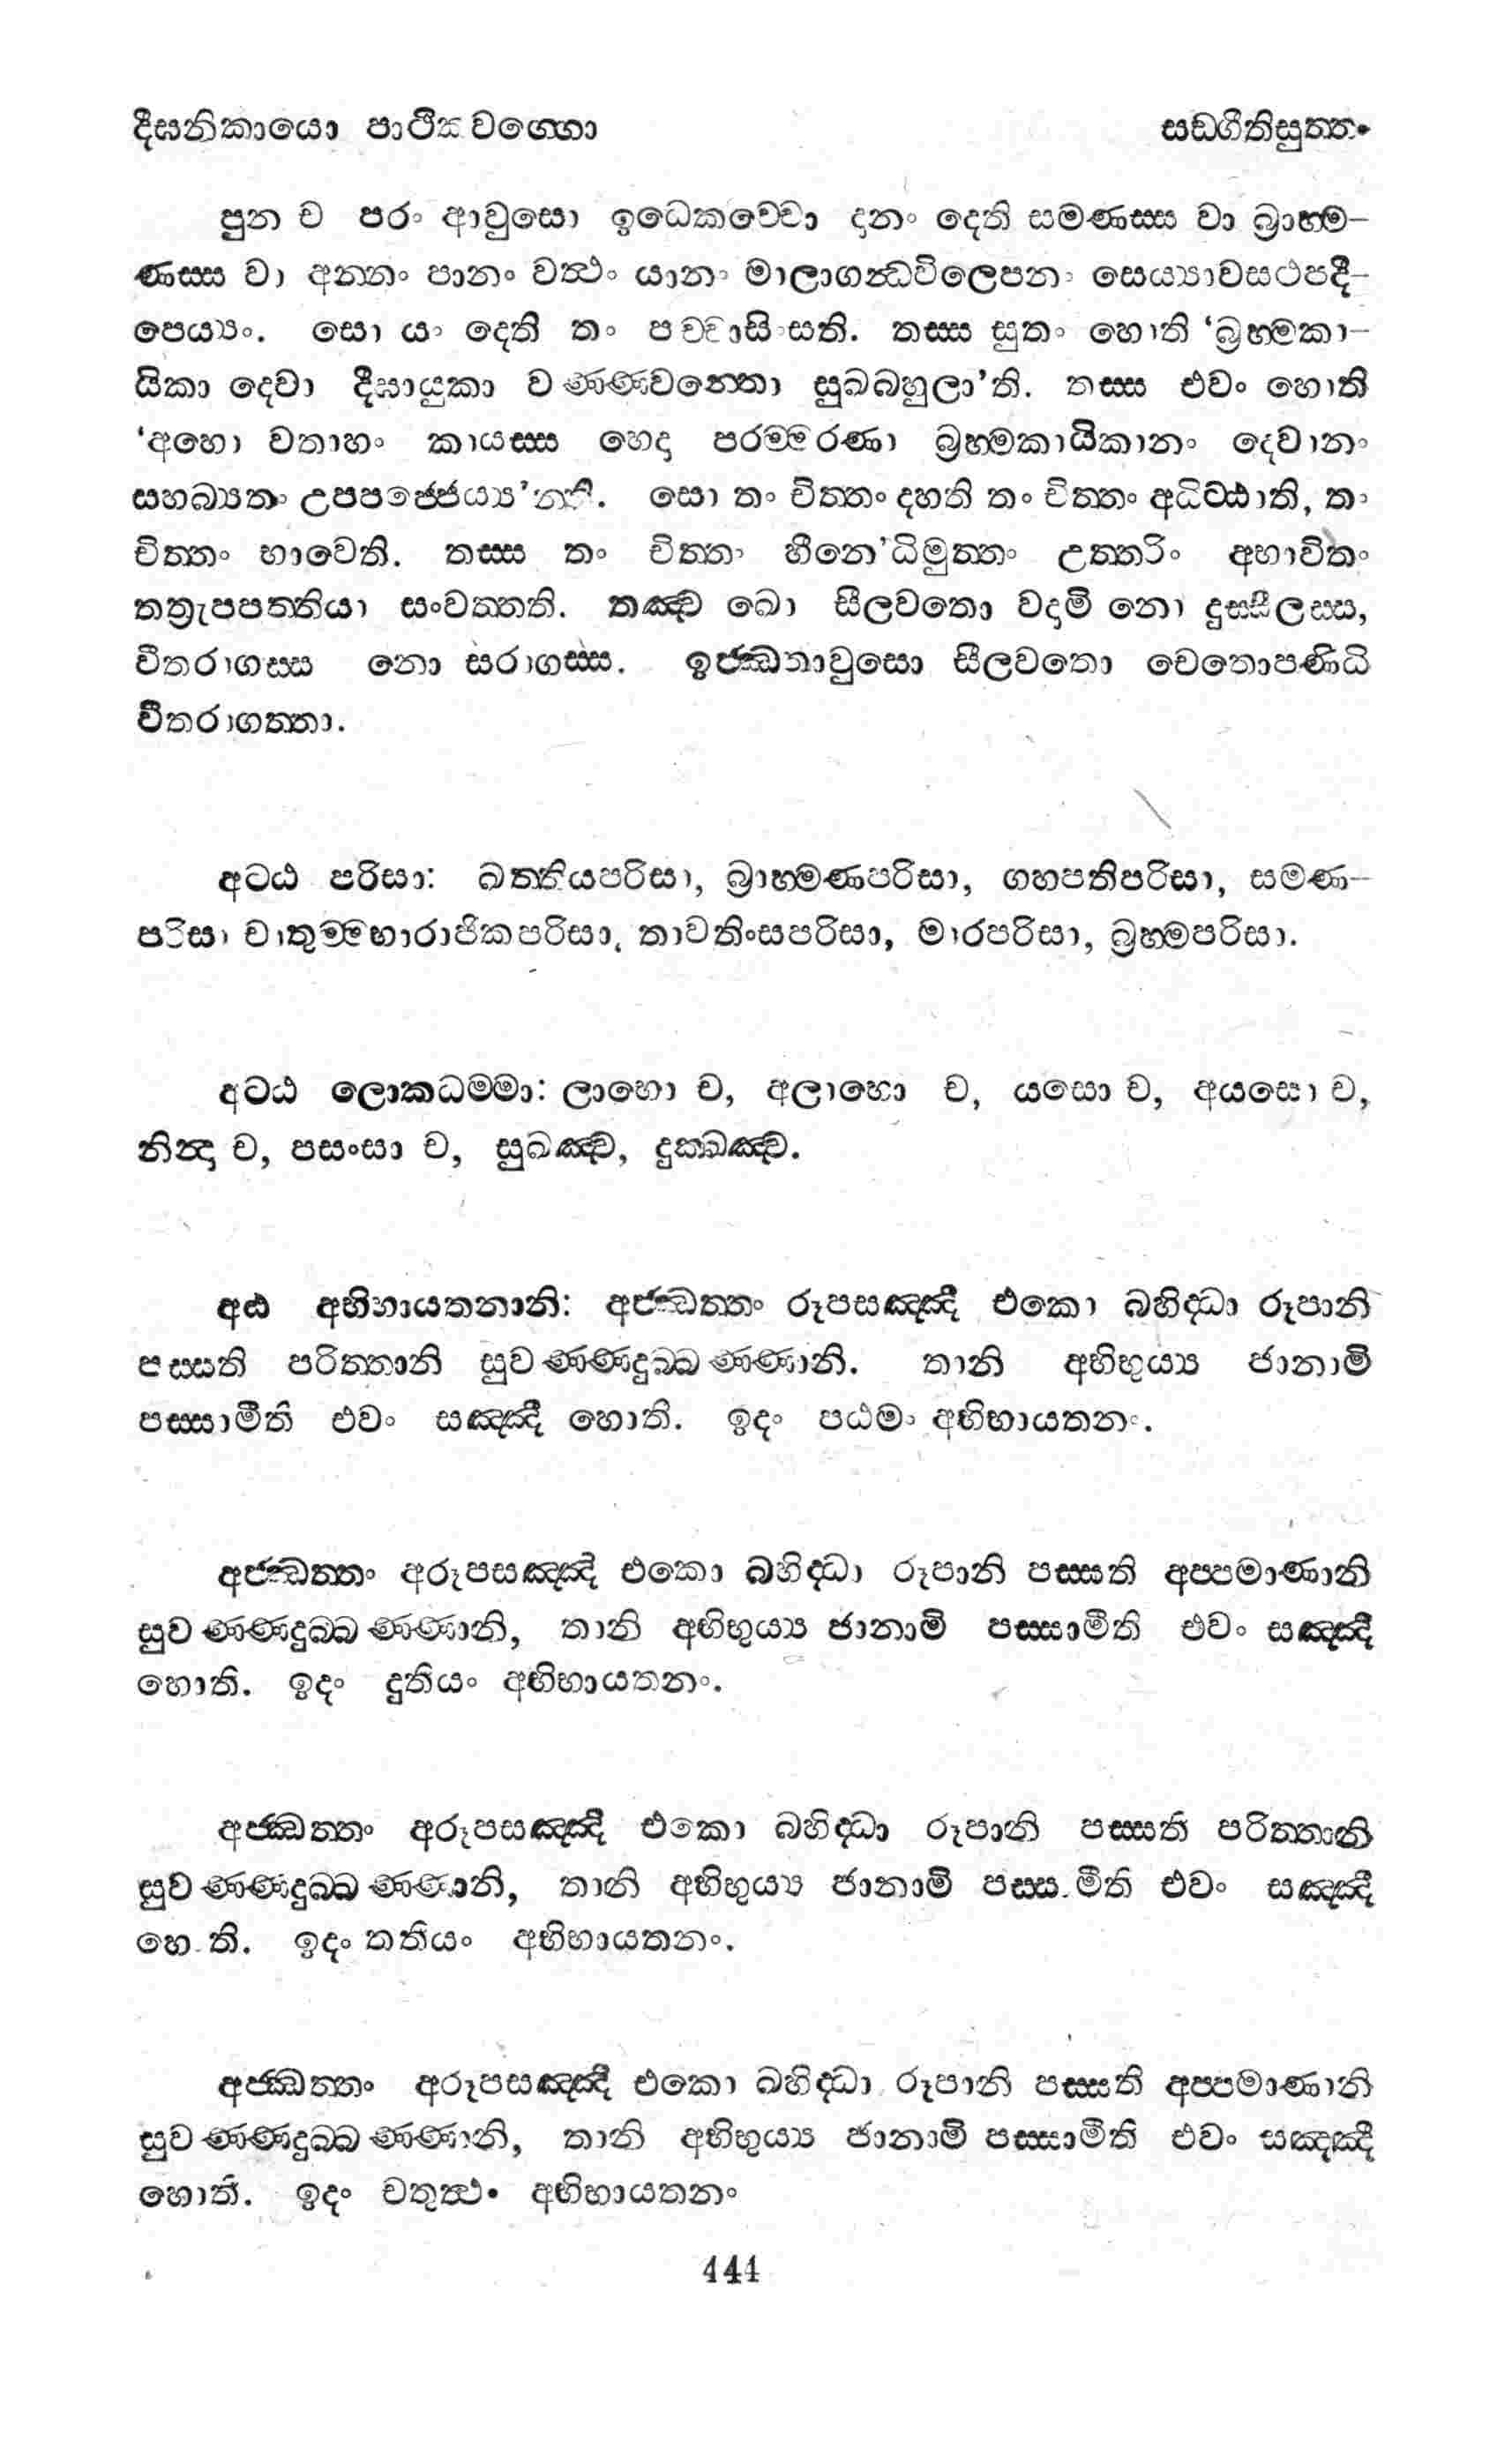 දීඝනිකායො පාථිකවග්ගො සඞ්ගීතිසුත්තං
පුන ච පරං ආවුසො ඉධෙකච්චො දානං දෙති සමණස්ස වා බ්‍රාහ්ම-
ණස්ස වා අන්නං පානං වත්ථං යානං මාලාගන්ධවිලෙපනං සෙය්‍යාවසථපදී-
පෙය්‍යං. සො යං දෙති තං පච්චාසිංසති. තස්ස සුතං හොති ‘බ්‍රහ්මකා-
යිකා දෙවා දීඝායුකා වණ්ණවන්තො සුඛබහුලා’ති. තස්ස එවං හොති
‘අහො වතාහං කායස්ස භෙදා පරම්මරණා බ්‍රහ්මකායිකානං දෙවානං
සහබ්‍යතං උපපජ්ජෙය්‍ය’න්ති. සො තං චිත්තං දහති තං චිත්තං අධිට්ඨාති, තං
චිත්තං භාවෙති. තස්ස තං චිත්තං හීනෙ’ධිමුත්තං උත්තරිං අභාවිතං
තත්‍රැපපත්තියා සංවත්තති. තඤ්ච ඛො සීලවතො වදාමි නො දුස්සීලස්ස,
වීතරාගස්ස නො සරාගස්ස. ඉජ්ඣතාවුසො සීලවතො චෙතොපණිධි
වීතරාගත්තා.
අට්ඨ පරිසා: ඛත්තියපරිසා, බ්‍රාහ්මණපරිසා, ගහපතිපරිසා, සමණ-
පරිසා චාතුම්මහාරාජිකපරිසා, තාවතිංසපරිසා, මාරපරිසා, බ්‍රහ්මපරිසා.
අට්ඨ ලොකධම්මා: ලාභො ච, අලාභො ච, යසො ච, අයසො ච,
නින්දා ච, පසංසා ච, සුඛඤ්ච, දුක්ඛඤ්ච.
අට්ඨ අභිභායතනානි: අජ්ඣත්තං රූපසඤ්ඤී එකො බහිද්ධා රූපානි
පස්සති පරිත්තානි සුවණ්ණදුබ්බණ්ණානි. තානි අභිභුය්‍ය ජානාමි
පස්සාමීති එවං සඤ්ඤී හොති. ඉදං පඨමං අභිභායතනං.
අජ්ඣත්තං අරූපසඤ්ඤී එකො බහිද්ධා රූපානි පස්සති අප්පමාණානි
සුවණ්ණදුබ්බණ්ණානි, තානි අභිභුය්‍ය ජානාමි පස්සාමීති එවං සඤ්ඤී
හොති. ඉදං දුතියං අභිභායතනං.
අජ්ඣත්තං අරූපසඤ්ඤී එකො බහිද්ධා රූපානි පස්සති පරිත්තානි
සුවණ්ණදුබ්බණ්ණානි, තානි අභිභුය්‍ය ජානාමි පස්සාමීති එවං සඤ්ඤී
හොති. ඉදං තතියං අභිභායතනං.
අජ්ඣත්තං අරූපසඤ්ඤී එකො බහිද්ධා රූපානි පස්සති අප්පමාණානි
සුවණ්ණදුබ්බණ්ණානි, තානි අභිභුය්‍ය ජානාමි පස්සාමීති එවං සඤ්ඤී
හොති. ඉදං චතුත්ථං අභිභායතනං
444